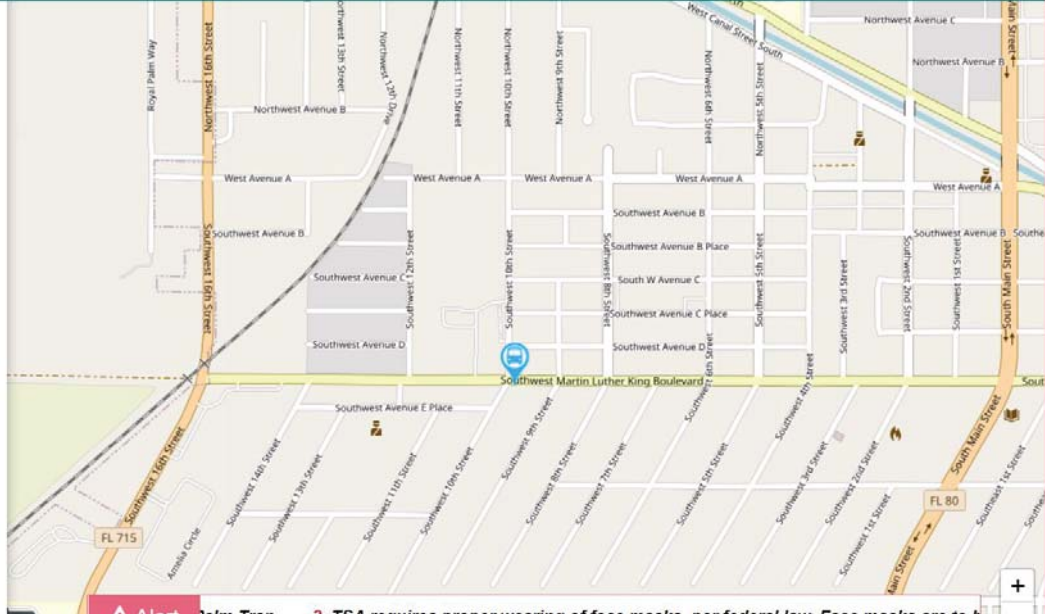 West Canal Street South
Northwest Avenue C
Main Street
Northwest Avenue B
Royal Palm Way
Northwest 16th Street
Northwest 13th Street
Northwest 12th Drive
Northwest 11th Street
Northwest 10th Street
Northwest 9th Street
Northwest 6th Street
Northwest 5th Street
Northwest Avenue B
West Avenue A
West Avenue A
West Avenue A
West Avenue A
West Avenue A
Southwest Avenue B
Southwest Avenue B
Southwest Avenue B
Southwest 16th Street
Southwest 12th Street
Southwest 10th Street
Southwest 8th Street
Southwest 5th Street
Southwest 3rd Street
Southwest 2nd Street
Southwest 1st Street
South Main Street
Southwest Avenue B Place
Southwest Avenue C
South W Avenue C
Southwest Avenue C Place
Southwest Avenue D
Southwest Avenue D
Southwest Martin Luther King Boulevard
Southwest 6th Street
Southwest 4th Street
Southwest Avenue E Place
Southwest 16th Street
Southwest 14th Street
Southwest 13th Street
Southwest 11th Street
Southwest 10th Street
Southwest 9th Street
Southwest 8th Street
Southwest 7th Street
Southwest 5th Street
Southwest 3rd Street
Southwest 2nd Street
Southwest 1st Street
South Main Street
Southeast 1st Street
Amelia Circle
FL 715
FL 80
Main Street
+
Alert
2. TSA requires proper wearing of face masks, per federal law. Face masks are to b